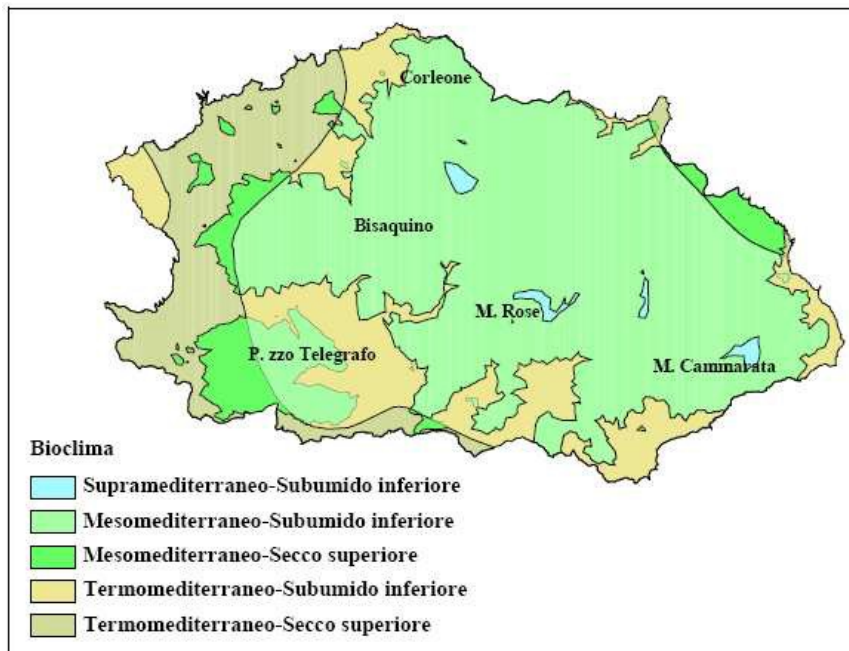 Corleone
Bisaquino
M. Rose
P. zzo Telegrafo
M. Cammarata
Bioclima
Supramediterraneo-Subumido inferiore
Mesomediterraneo-Subumido inferiore
Mesomediterraneo-Secco superiore
Termomediterraneo-Subumido inferiore
Termomediterraneo-Secco superiore